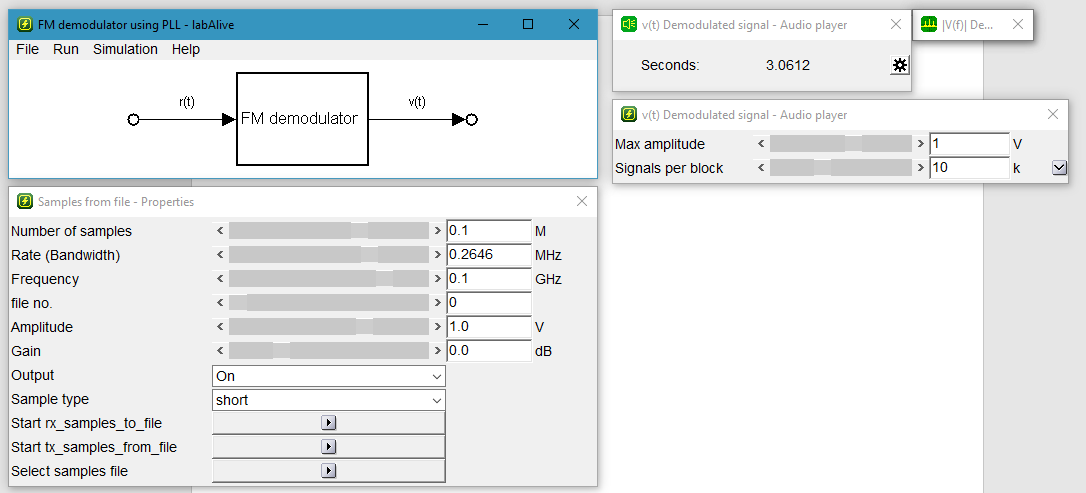 FM demodulator using PLL - labAlive
File Run Simulation Help
r(t)
FM demodulator
v(t)
v(t) Demodulated signal - Audio player
Seconds: 3.0612
|V(f)| De...
v(t) Demodulated signal - Audio player
Max amplitude < > 1 V
Signals per block < > 10 k
Samples from file - Properties
Number of samples < > 0.1 M
Rate (Bandwidth) < > 0.2646 MHz
Frequency < > 0.1 GHz
file no. < > 0
Amplitude < > 1.0 V
Gain < > 0.0 dB
Output On
Sample type short
Start rx_samples_to_file
Start tx_samples_from_file
Select samples file